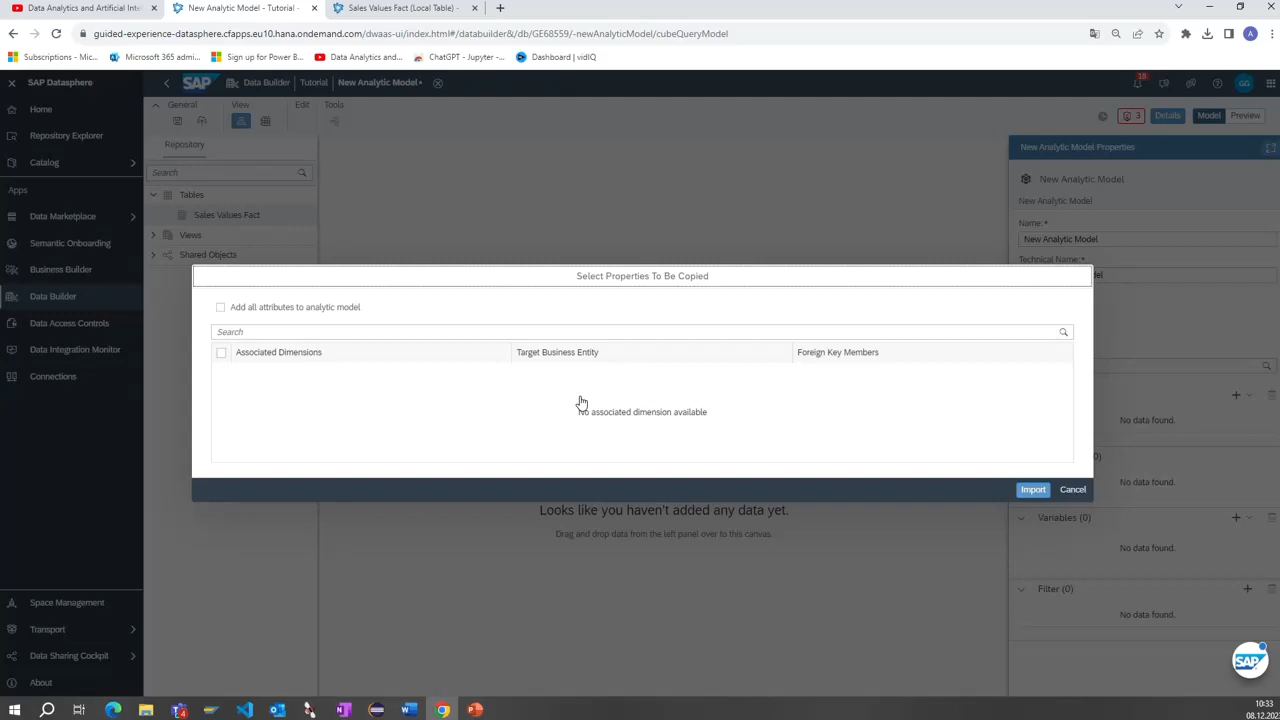 Data Analytics and Artificial Inte
New Analytic Model - Tutorial -
Sales Values Fact (Local Table) -
guided-experience-datasphere.cfapps.eu10.hana.ondemand.com/dwaas-ui/index.html#/databuilder&/db/GE68559/-newAnalyticModel/cubeQueryModel
A
Subscriptions - Mic...
Microsoft 365 admin...
Sign up for Power B...
Data Analytics and...
ChatGPT - Jupyter -...
Dashboard | vidIQ
SAP Datasphere
SAP
Data Builder
Tutorial
New Analytic Model*
18
GG
Home
Repository Explorer
Catalog
Apps
Data Marketplace
Semantic Onboarding
Business Builder
Data Builder
Data Access Controls
Data Integration Monitor
Connections
Space Management
Transport
Data Sharing Cockpit
About
General
View
Edit
Tools
3
Details
Model
Preview
Repository
Search
Tables
Sales Values Fact
Views
Shared Objects
New Analytic Model Properties
New Analytic Model
New Analytic Model
Name:*
New Analytic Model
Technical Name:*
Select Properties To Be Copied
Add all attributes to analytic model
Search
Associated Dimensions
Target Business Entity
Foreign Key Members
No associated dimension available
Import
Cancel
Looks like you haven't added any data yet.
Drag and drop data from the left panel over to this canvas.
No data found.
No data found.
Variables (0)
No data found.
Filter (0)
No data found.
SAP
10:33